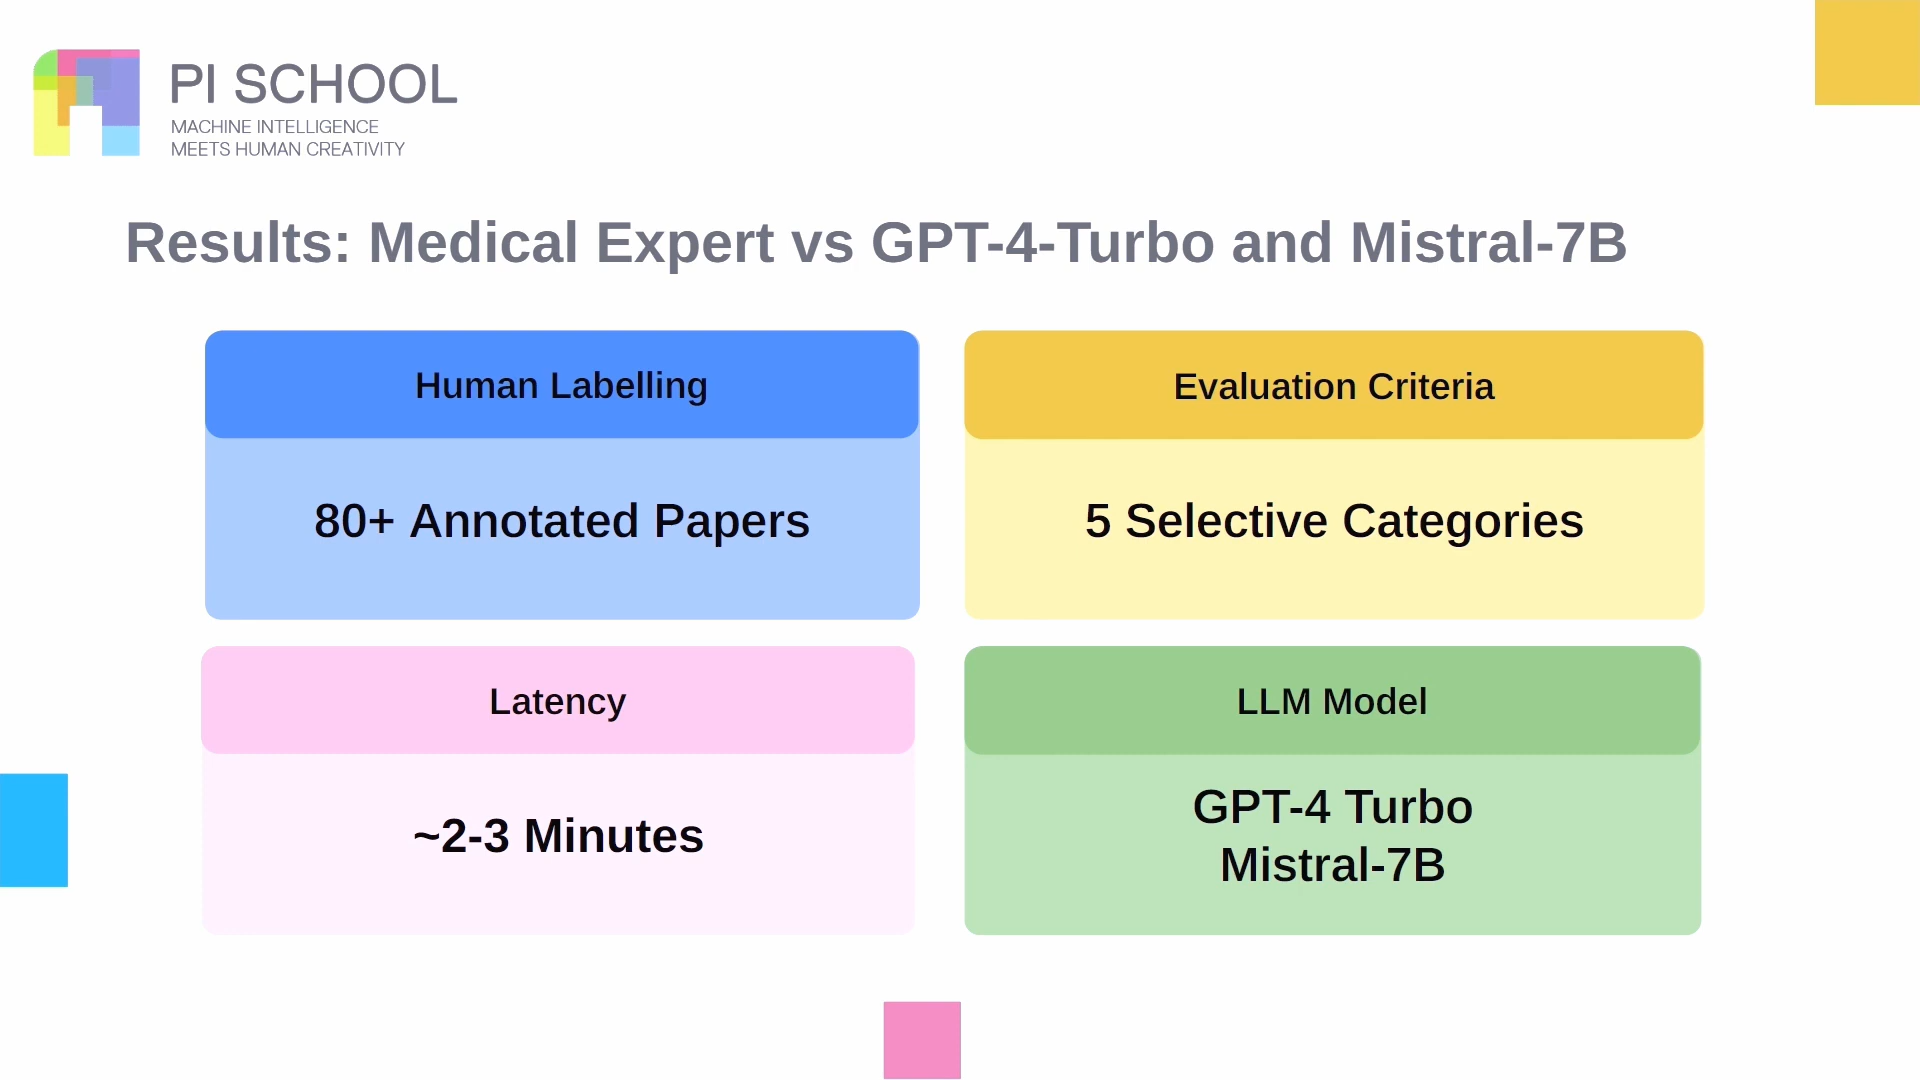 PI SCHOOL
MACHINE INTELLIGENCE
MEETS HUMAN CREATIVITY
Results: Medical Expert vs GPT-4-Turbo and Mistral-7B
Human Labelling
80+ Annotated Papers
Evaluation Criteria
5 Selective Categories
Latency
~2-3 Minutes
LLM Model
GPT-4 Turbo
Mistral-7B